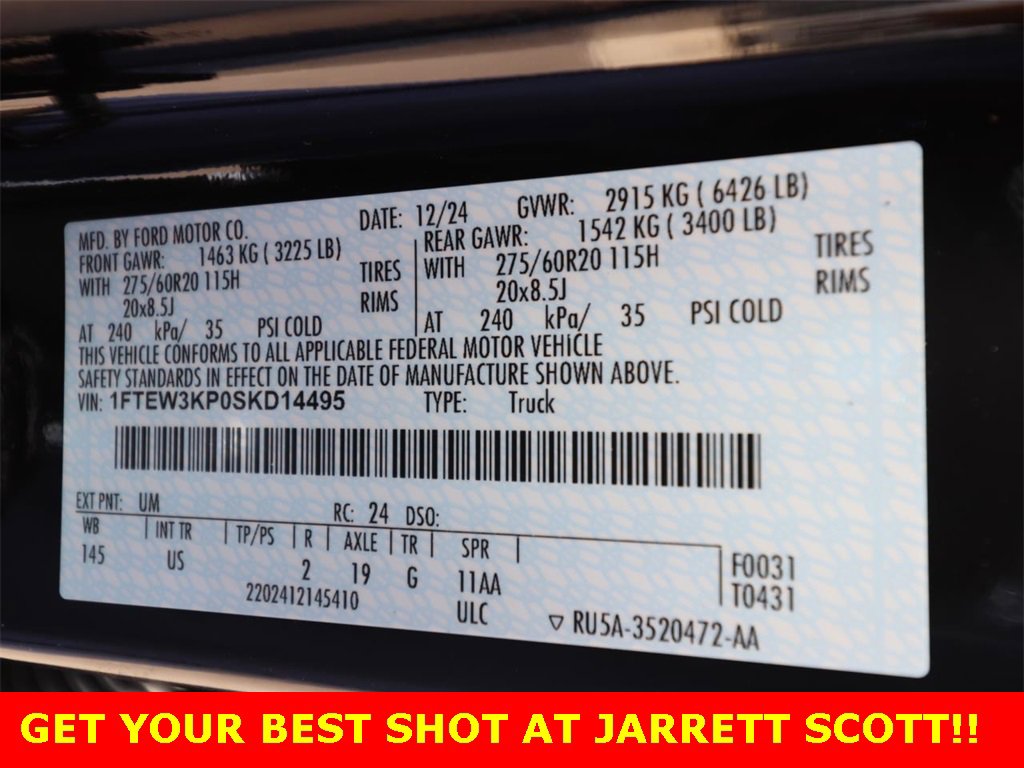 MFD. BY FORD MOTOR CO. DATE: 12/24 GVWR: 2915 KG ( 6426 LB)
FRONT GAWR: 1463 KG ( 3225 LB) REAR GAWR: 1542 KG ( 3400 LB)
WITH 275/60R20 115H TIRES WITH 275/60R20 115H TIRES
20x8.5J RIMS 20x8.5J RIMS
AT 240 kPa/ 35 PSI COLD AT 240 kPa/ 35 PSI COLD
THIS VEHICLE CONFORMS TO ALL APPLICABLE FEDERAL MOTOR VEHICLE
SAFETY STANDARDS IN EFFECT ON THE DATE OF MANUFACTURE SHOWN ABOVE.
VIN: 1FTEW3KP0SKD14495 TYPE: Truck
EXT PNT: UM RC: 24 DSO:
WB INT TR TP/PS R AXLE TR SPR
145 US 2 19 G 11AA F0031
2202412145410 ULC T0431
▽ RU5A-3520472-AA
GET YOUR BEST SHOT AT JARRETT SCOTT!!